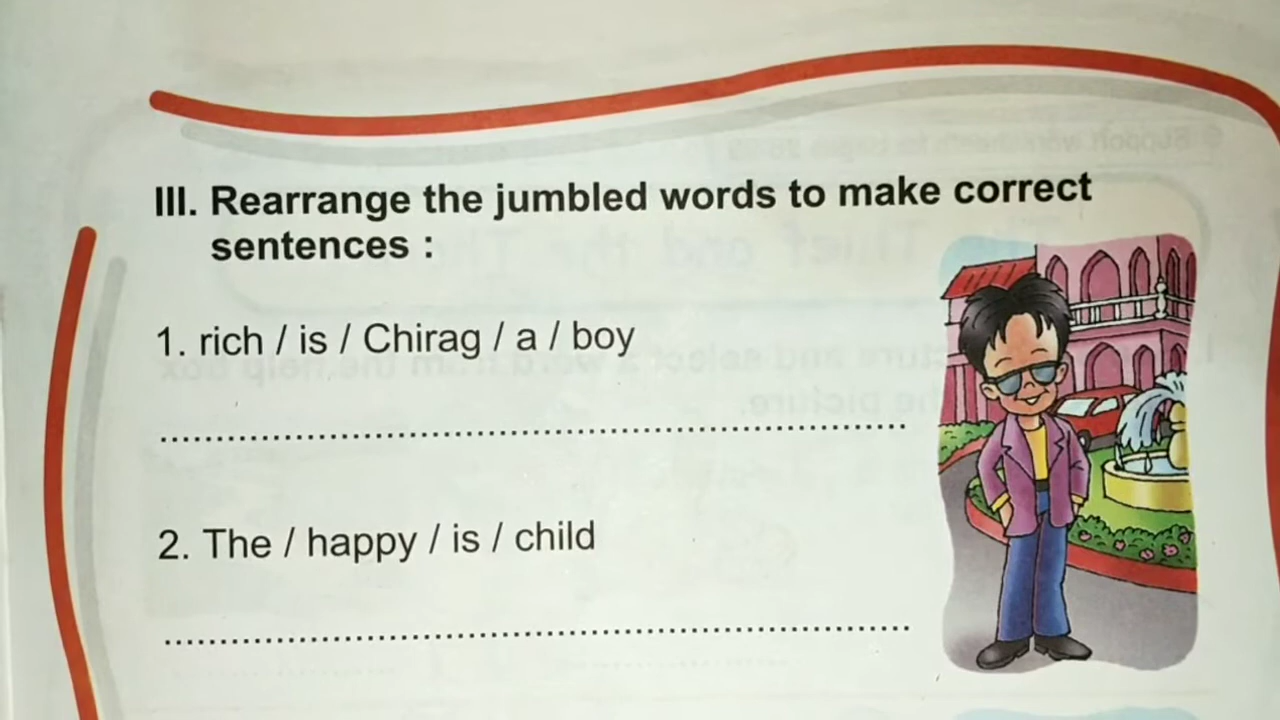 III. Rearrange the jumbled words to make correct
sentences :
1. rich / is / Chirag / a / boy
2. The / happy / is / child